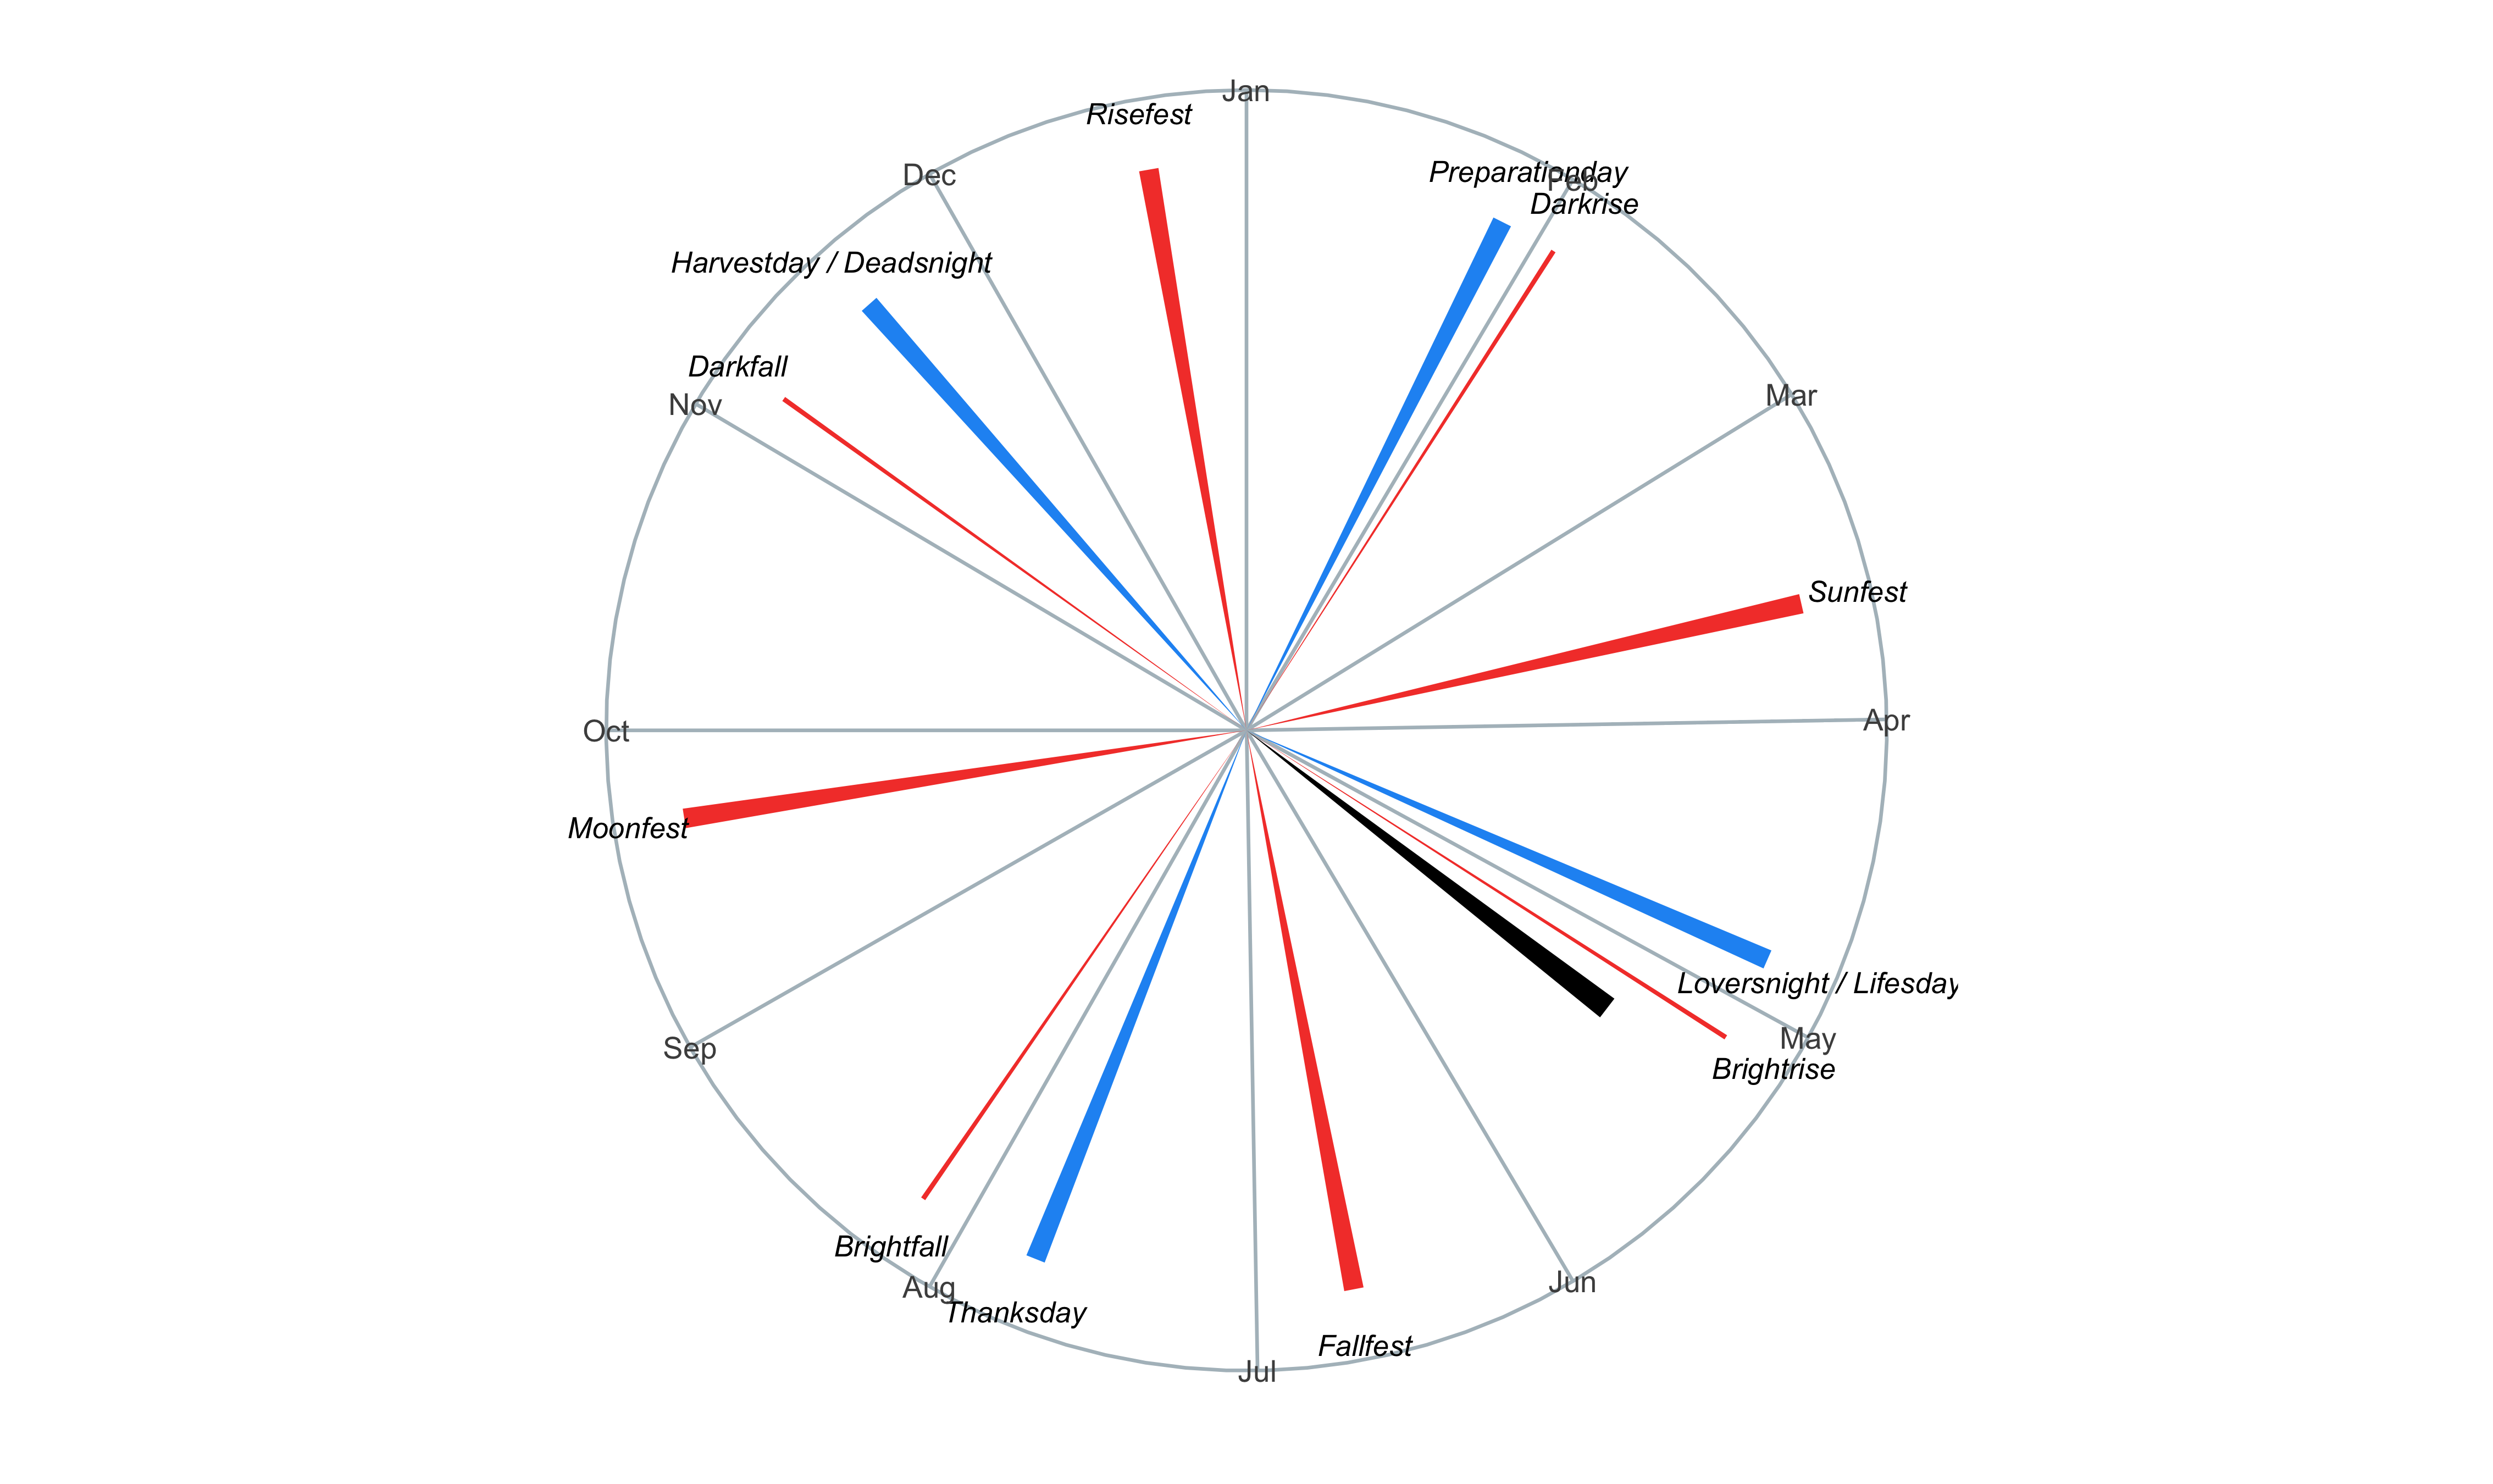 Jan
Risefest
Preparationday
Dec
Feb
Darkrise
Harvestday / Deadsnight
Darkfall
Mar
Nov
Sunfest
Apr
Oct
Moonfest
Loversnight / Lifesday
May
Sep
Brightrise
Brightfall
Jun
Aug
Thanksday
Fallfest
Jul